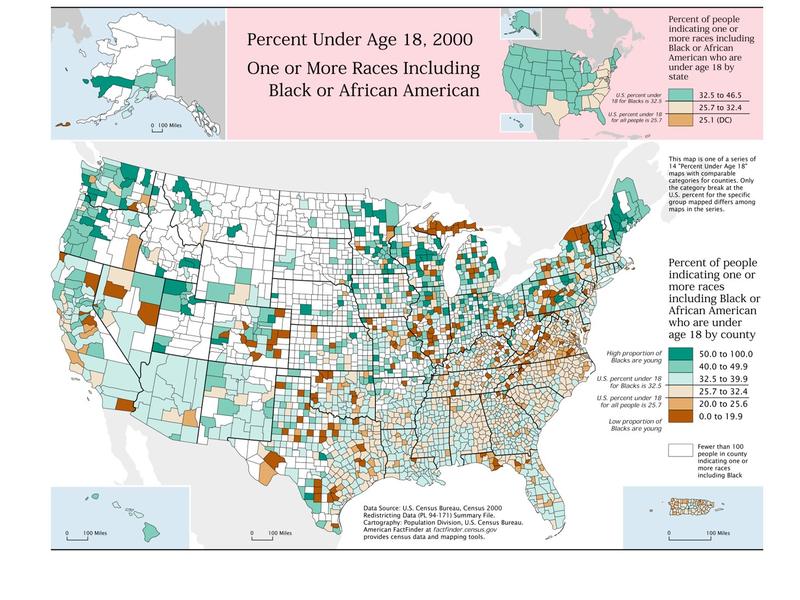 Percent Under Age 18, 2000
One or More Races Including
Black or African American
0 100 Miles
Percent of people
indicating one or
more races including
Black or African
American who are
under age 18 by
state
U.S. percent under
18 for Blacks is 32.5
U.S. percent under 18
for all people is 25.7
32.5 to 46.5
25.7 to 32.4
25.1 (DC)
This map is one of a series of
14 "Percent Under Age 18"
maps with comparable
categories for counties. Only
the category break at the
U.S. percent for the specific
group mapped differs among
maps in the series.
Percent of people
indicating one or
more races
including Black or
African American
who are under
age 18 by county
High proportion of
Blacks are young
U.S. percent under 18
for Blacks is 32.5
U.S. percent under 18
for all people is 25.7
Low proportion of
Blacks are young
50.0 to 100.0
40.0 to 49.9
32.5 to 39.9
25.7 to 32.4
20.0 to 25.6
0.0 to 19.9
Fewer than 100
people in county
indicating one or
more races
including Black
0 100 Miles
0 100 Miles
Data Source: U.S. Census Bureau, Census 2000
Redistricting Data (PL 94-171) Summary File.
Cartography: Population Division, U.S. Census Bureau.
American FactFinder at factfinder.census.gov
provides census data and mapping tools.
0 100 Miles